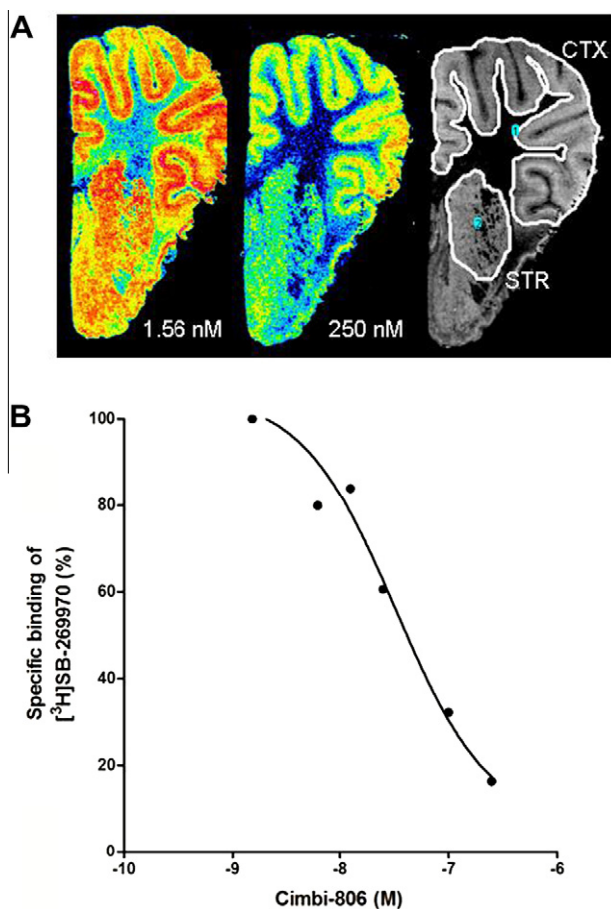 A
CTX
STR
1.56 nM
250 nM
B
100
80
60
40
20
0
Specific binding of
[³H]SB-269970 (%)
-10
-9
-8
-7
-6
Cimbi-806 (M)